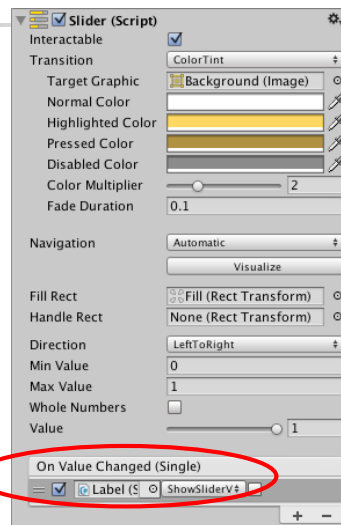 Slider (Script)
Interactable
Transition ColorTint
Target Graphic Background (Image)
Normal Color
Highlighted Color
Pressed Color
Disabled Color
Color Multiplier 2
Fade Duration 0.1
Navigation Automatic
Visualize
Fill Rect Fill (Rect Transform)
Handle Rect None (Rect Transform)
Direction LeftToRight
Min Value 0
Max Value 1
Whole Numbers
Value 1
On Value Changed (Single)
Label (S ShowSliderV
+ −